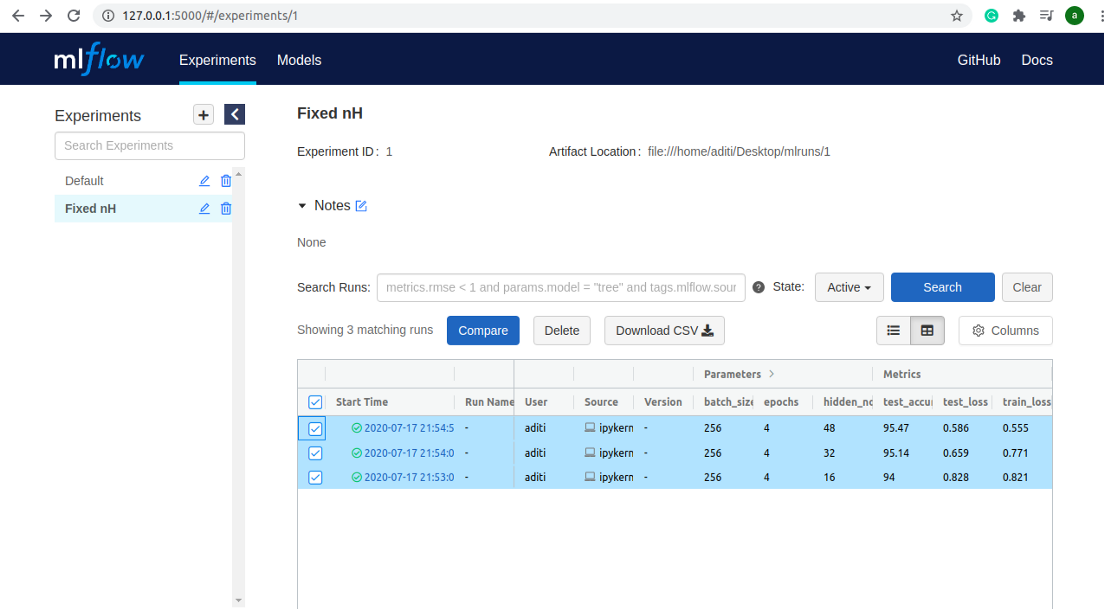 127.0.0.1:5000/#/experiments/1
a
mlflow
Experiments
Models
GitHub
Docs
Experiments
+
Search Experiments
Default
Fixed nH
Fixed nH
Experiment ID: 1
Artifact Location: file:///home/aditi/Desktop/mlruns/1
Notes
None
Search Runs: metrics.rmse < 1 and params.model = "tree" and tags.mlflow.sour
? State: Active Search Clear
Showing 3 matching runs Compare Delete Download CSV Columns
Parameters > Metrics
Start Time Run Name User Source Version batch_size epochs hidden_no test_accu test_loss train_loss
2020-07-17 21:54:5 - aditi ipykern - 256 4 48 95.47 0.586 0.555
2020-07-17 21:54:0 - aditi ipykern - 256 4 32 95.14 0.659 0.771
2020-07-17 21:53:0 - aditi ipykern - 256 4 16 94 0.828 0.821